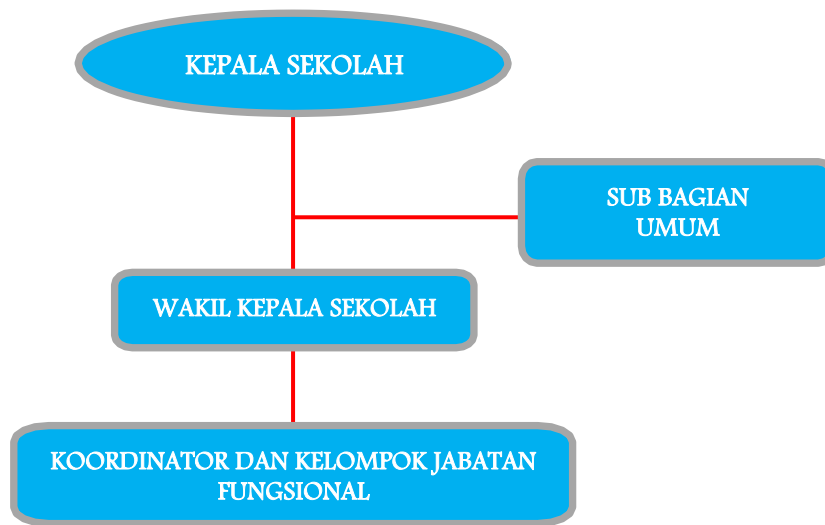 KEPALA SEKOLAH
SUB BAGIAN
UMUM
WAKIL KEPALA SEKOLAH
KOORDINATOR DAN KELOMPOK JABATAN
FUNGSIONAL